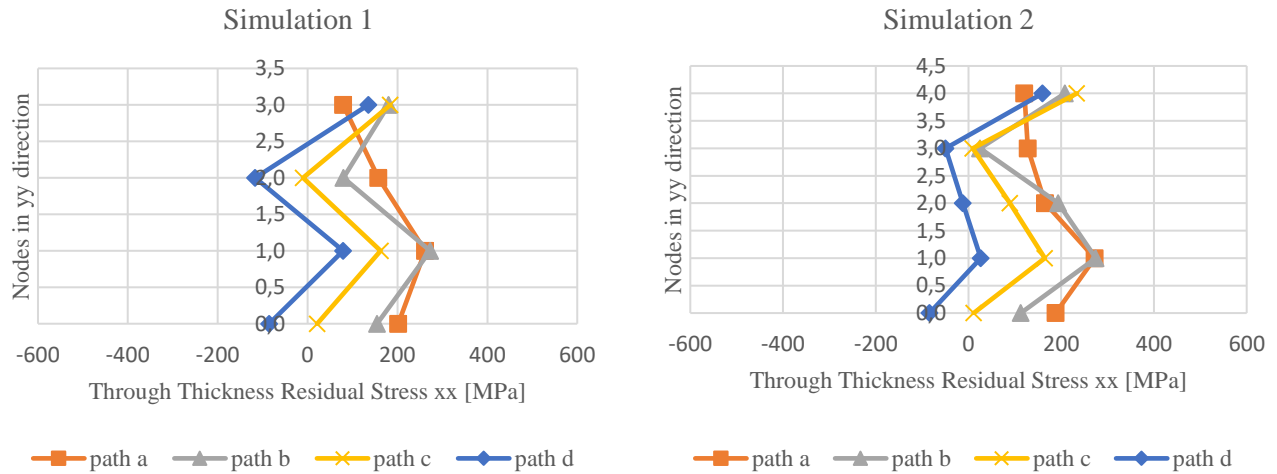 Simulation 1
3,5
3,0
2,5
2,0
1,5
1,0
0,5
0,0
-600 -400 -200 0 200 400 600
Nodes in yy direction
Through Thickness Residual Stress xx [MPa]
path a path b path c path d
Simulation 2
4,5
4,0
3,5
3,0
2,5
2,0
1,5
1,0
0,5
0,0
-600 -400 -200 0 200 400 600
Nodes in yy direction
Through Thickness Residual Stress xx [MPa]
path a path b path c path d